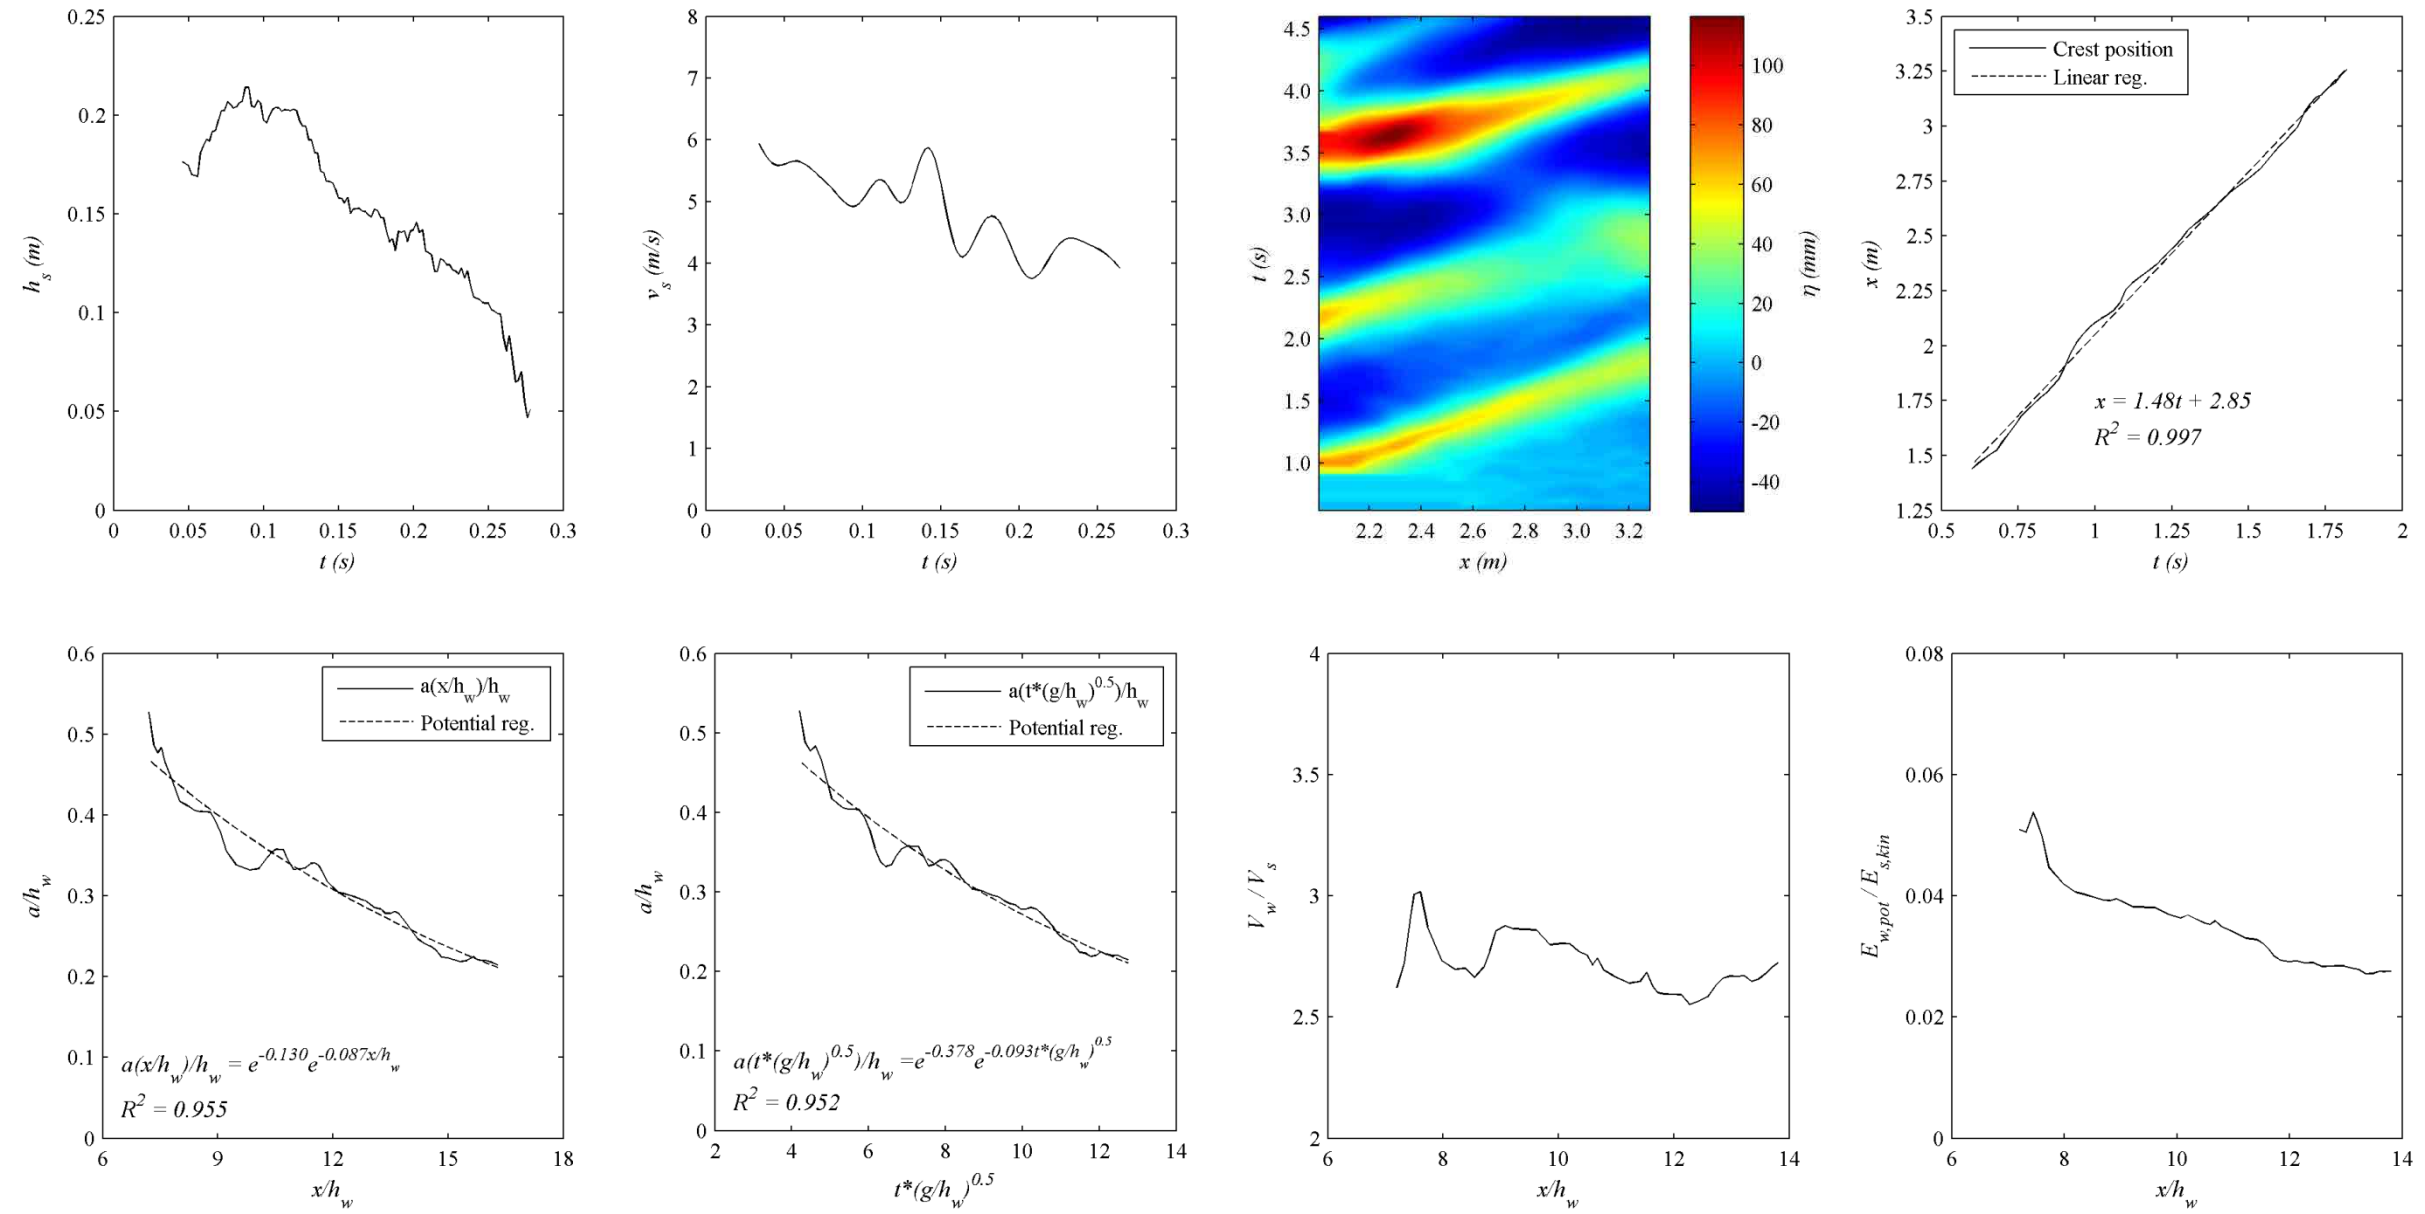 0.25
0.2
0.15
0.1
0.05
0
0 0.05 0.1 0.15 0.2 0.25 0.3
h_s (m)
t (s)
8
7
6
5
4
3
2
1
0
0 0.05 0.1 0.15 0.2 0.25 0.3
v_s (m/s)
t (s)
4.5
4.0
3.5
3.0
2.5
2.0
1.5
1.0
2.2 2.4 2.6 2.8 3.0 3.2
t (s)
x (m)
100
80
60
40
20
0
-20
-40
η (mm)
3.5
3.25
3
2.75
2.5
2.25
2
1.75
1.5
1.25
0.5 0.75 1 1.25 1.5 1.75 2
x (m)
t (s)
Crest position
Linear reg.
x = 1.48t + 2.85
R^2 = 0.997
0.6
0.5
0.4
0.3
0.2
0.1
0
6 9 12 15 18
a/h_w
x/h_w
a(x/h_w)/h_w
Potential reg.
a(x/h_w)/h_w = e^-0.130 e^-0.087x/h_w
R^2 = 0.955
0.6
0.5
0.4
0.3
0.2
0.1
0
2 4 6 8 10 12 14
a/h_w
t*(g/h_w)^0.5
a(t*(g/h_w)^0.5)/h_w
Potential reg.
a(t*(g/h_w)^0.5)/h_w =e^-0.378 e^-0.093t*(g/h_w)^0.5
R^2 = 0.952
4
3.5
3
2.5
2
6 8 10 12 14
V_w / V_s
x/h_w
0.08
0.06
0.04
0.02
0
6 8 10 12 14
E_w,pot / E_s,kin
x/h_w